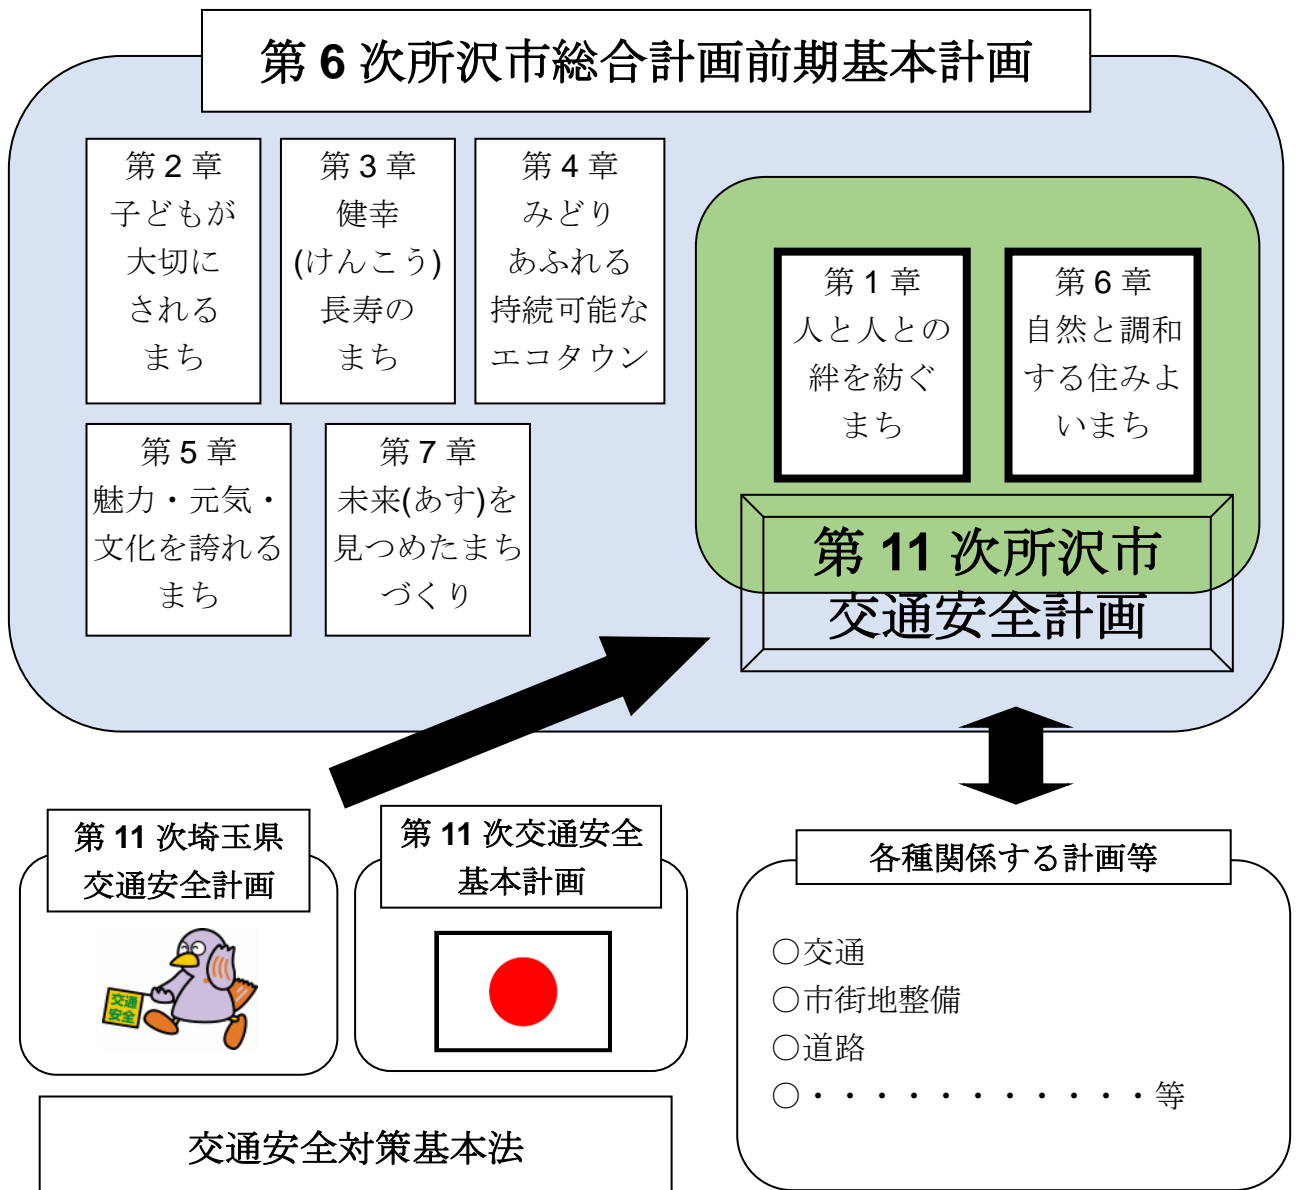 第 6 次所沢市総合計画前期基本計画
第 2 章
子どもが
大切に
される
まち
第 3 章
健幸
(けんこう)
長寿の
まち
第 4 章
みどり
あふれる
持続可能な
エコタウン
第 1 章
人と人との
絆を紡ぐ
まち
第 6 章
自然と調和
する住みよ
いまち
第 5 章
魅力・元気・
文化を誇れる
まち
第 7 章
未来(あす)を
見つめたまち
づくり
第 11 次所沢市
交通安全計画
第 11 次埼玉県
交通安全計画
交通
安全
第 11 次交通安全
基本計画
各種関係する計画等
○交通
○市街地整備
○道路
○・・・・・・・・・・・等
交通安全対策基本法